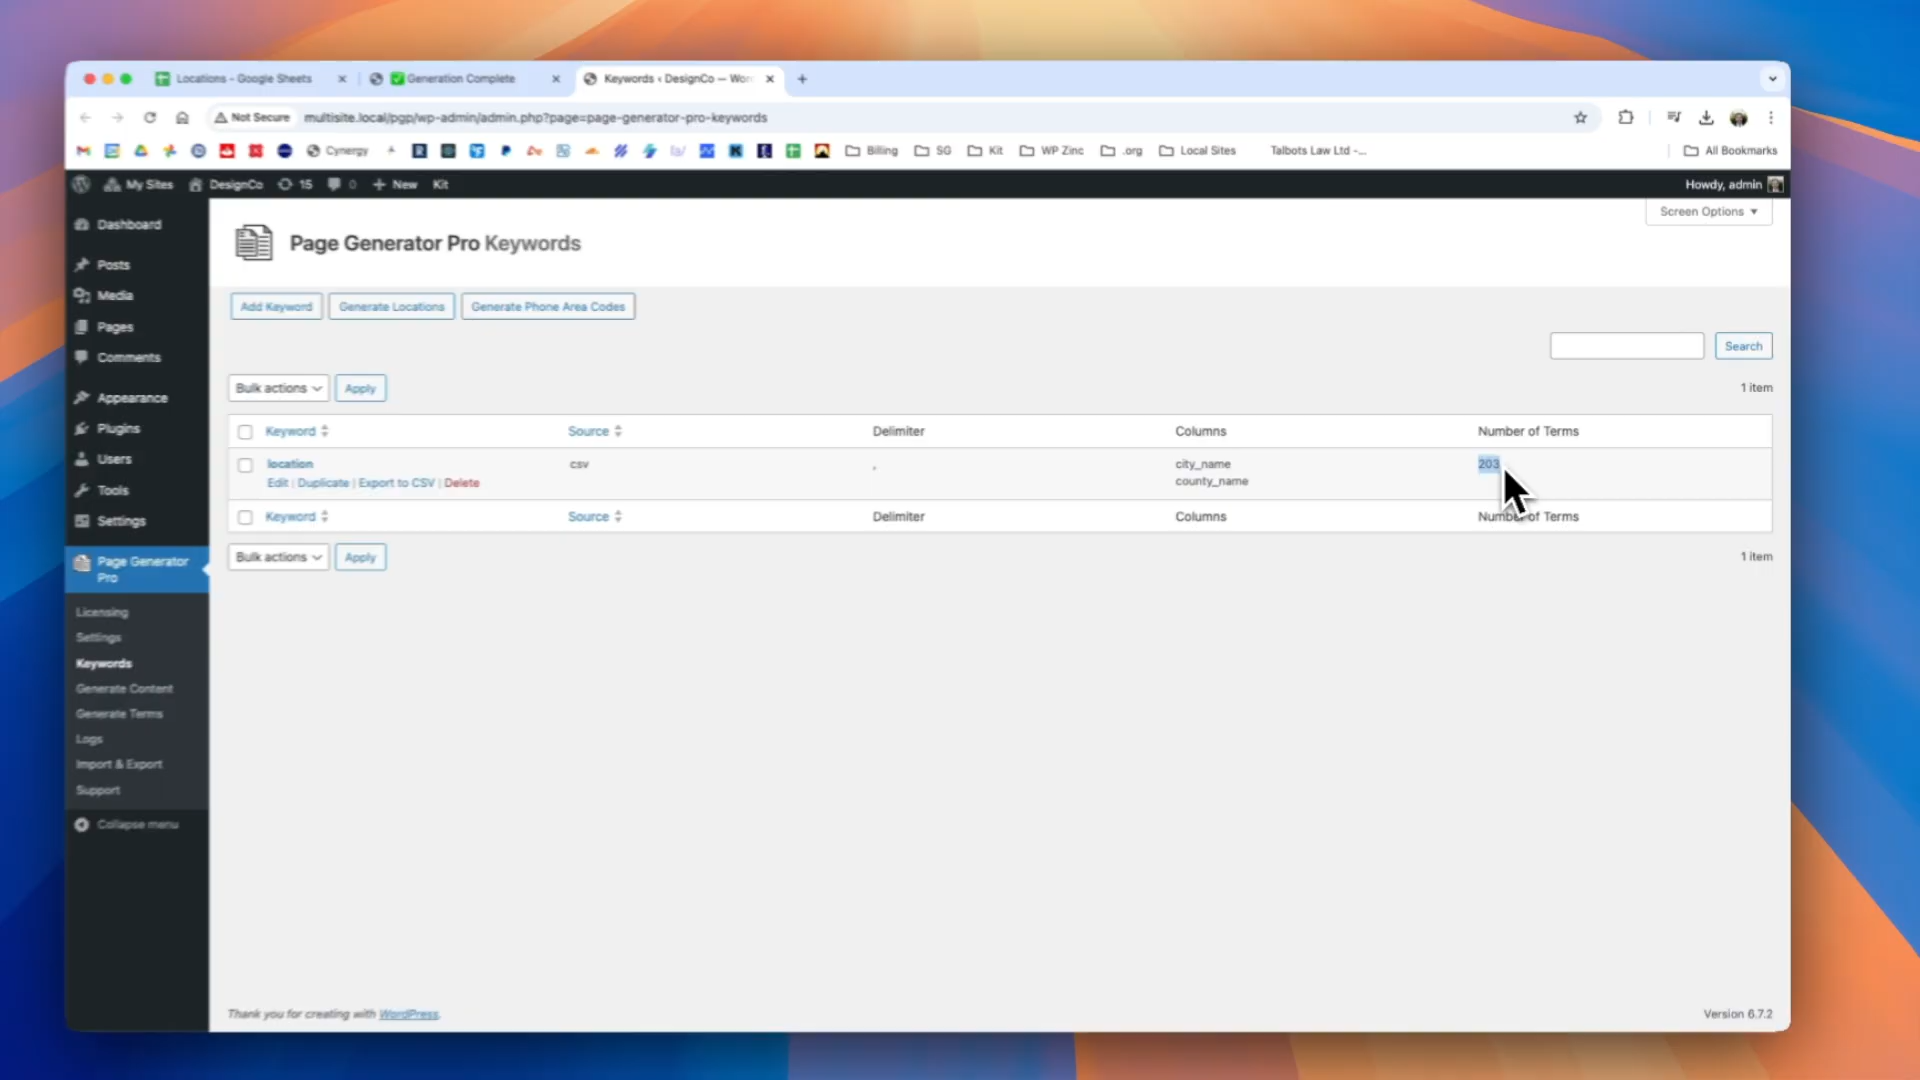 Locations - Google Sheets
Generation Complete
Keywords ‹ DesignCo — Wor
Not Secure
multisite.local/pgp/wp-admin/admin.php?page=page-generator-pro-keywords
Cynergy
Billing
SG
Kit
WP Zinc
.org
Local Sites
Talbots Law Ltd -...
All Bookmarks
My Sites
DesignCo
15
0
New
Kit
Howdy, admin
Screen Options
Dashboard
Posts
Media
Pages
Comments
Appearance
Plugins
Users
Tools
Settings
Page Generator
Pro
Licensing
Settings
Keywords
Generate Content
Generate Terms
Logs
Import & Export
Support
Collapse menu
Page Generator Pro Keywords
Add Keyword
Generate Locations
Generate Phone Area Codes
Search
Bulk actions
Apply
1 item
Keyword
Source
Delimiter
Columns
Number of Terms
location
csv
,
city_name
203
Edit | Duplicate | Export to CSV | Delete
county_name
Keyword
Source
Delimiter
Columns
Number of Terms
Bulk actions
Apply
1 item
Thank you for creating with WordPress.
Version 6.7.2